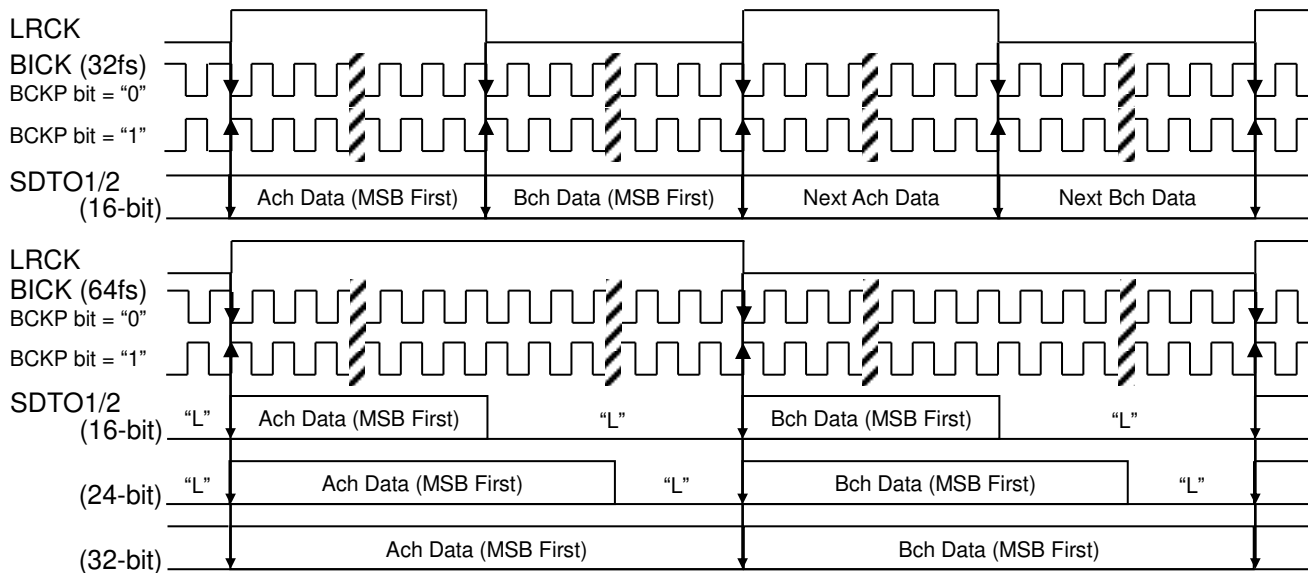 LRCK
BICK (32fs)
BCKP bit = “0”
BCKP bit = “1”
SDTO1/2
(16-bit)
Ach Data (MSB First)
Bch Data (MSB First)
Next Ach Data
Next Bch Data
LRCK
BICK (64fs)
BCKP bit = “0”
BCKP bit = “1”
SDTO1/2
(16-bit)
“L”
Ach Data (MSB First)
“L”
Bch Data (MSB First)
“L”
(24-bit)
“L”
Ach Data (MSB First)
“L”
Bch Data (MSB First)
“L”
(32-bit)
Ach Data (MSB First)
Bch Data (MSB First)